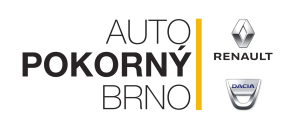 AUTO
POKORNÝ
BRNO
RENAULT
DACIA